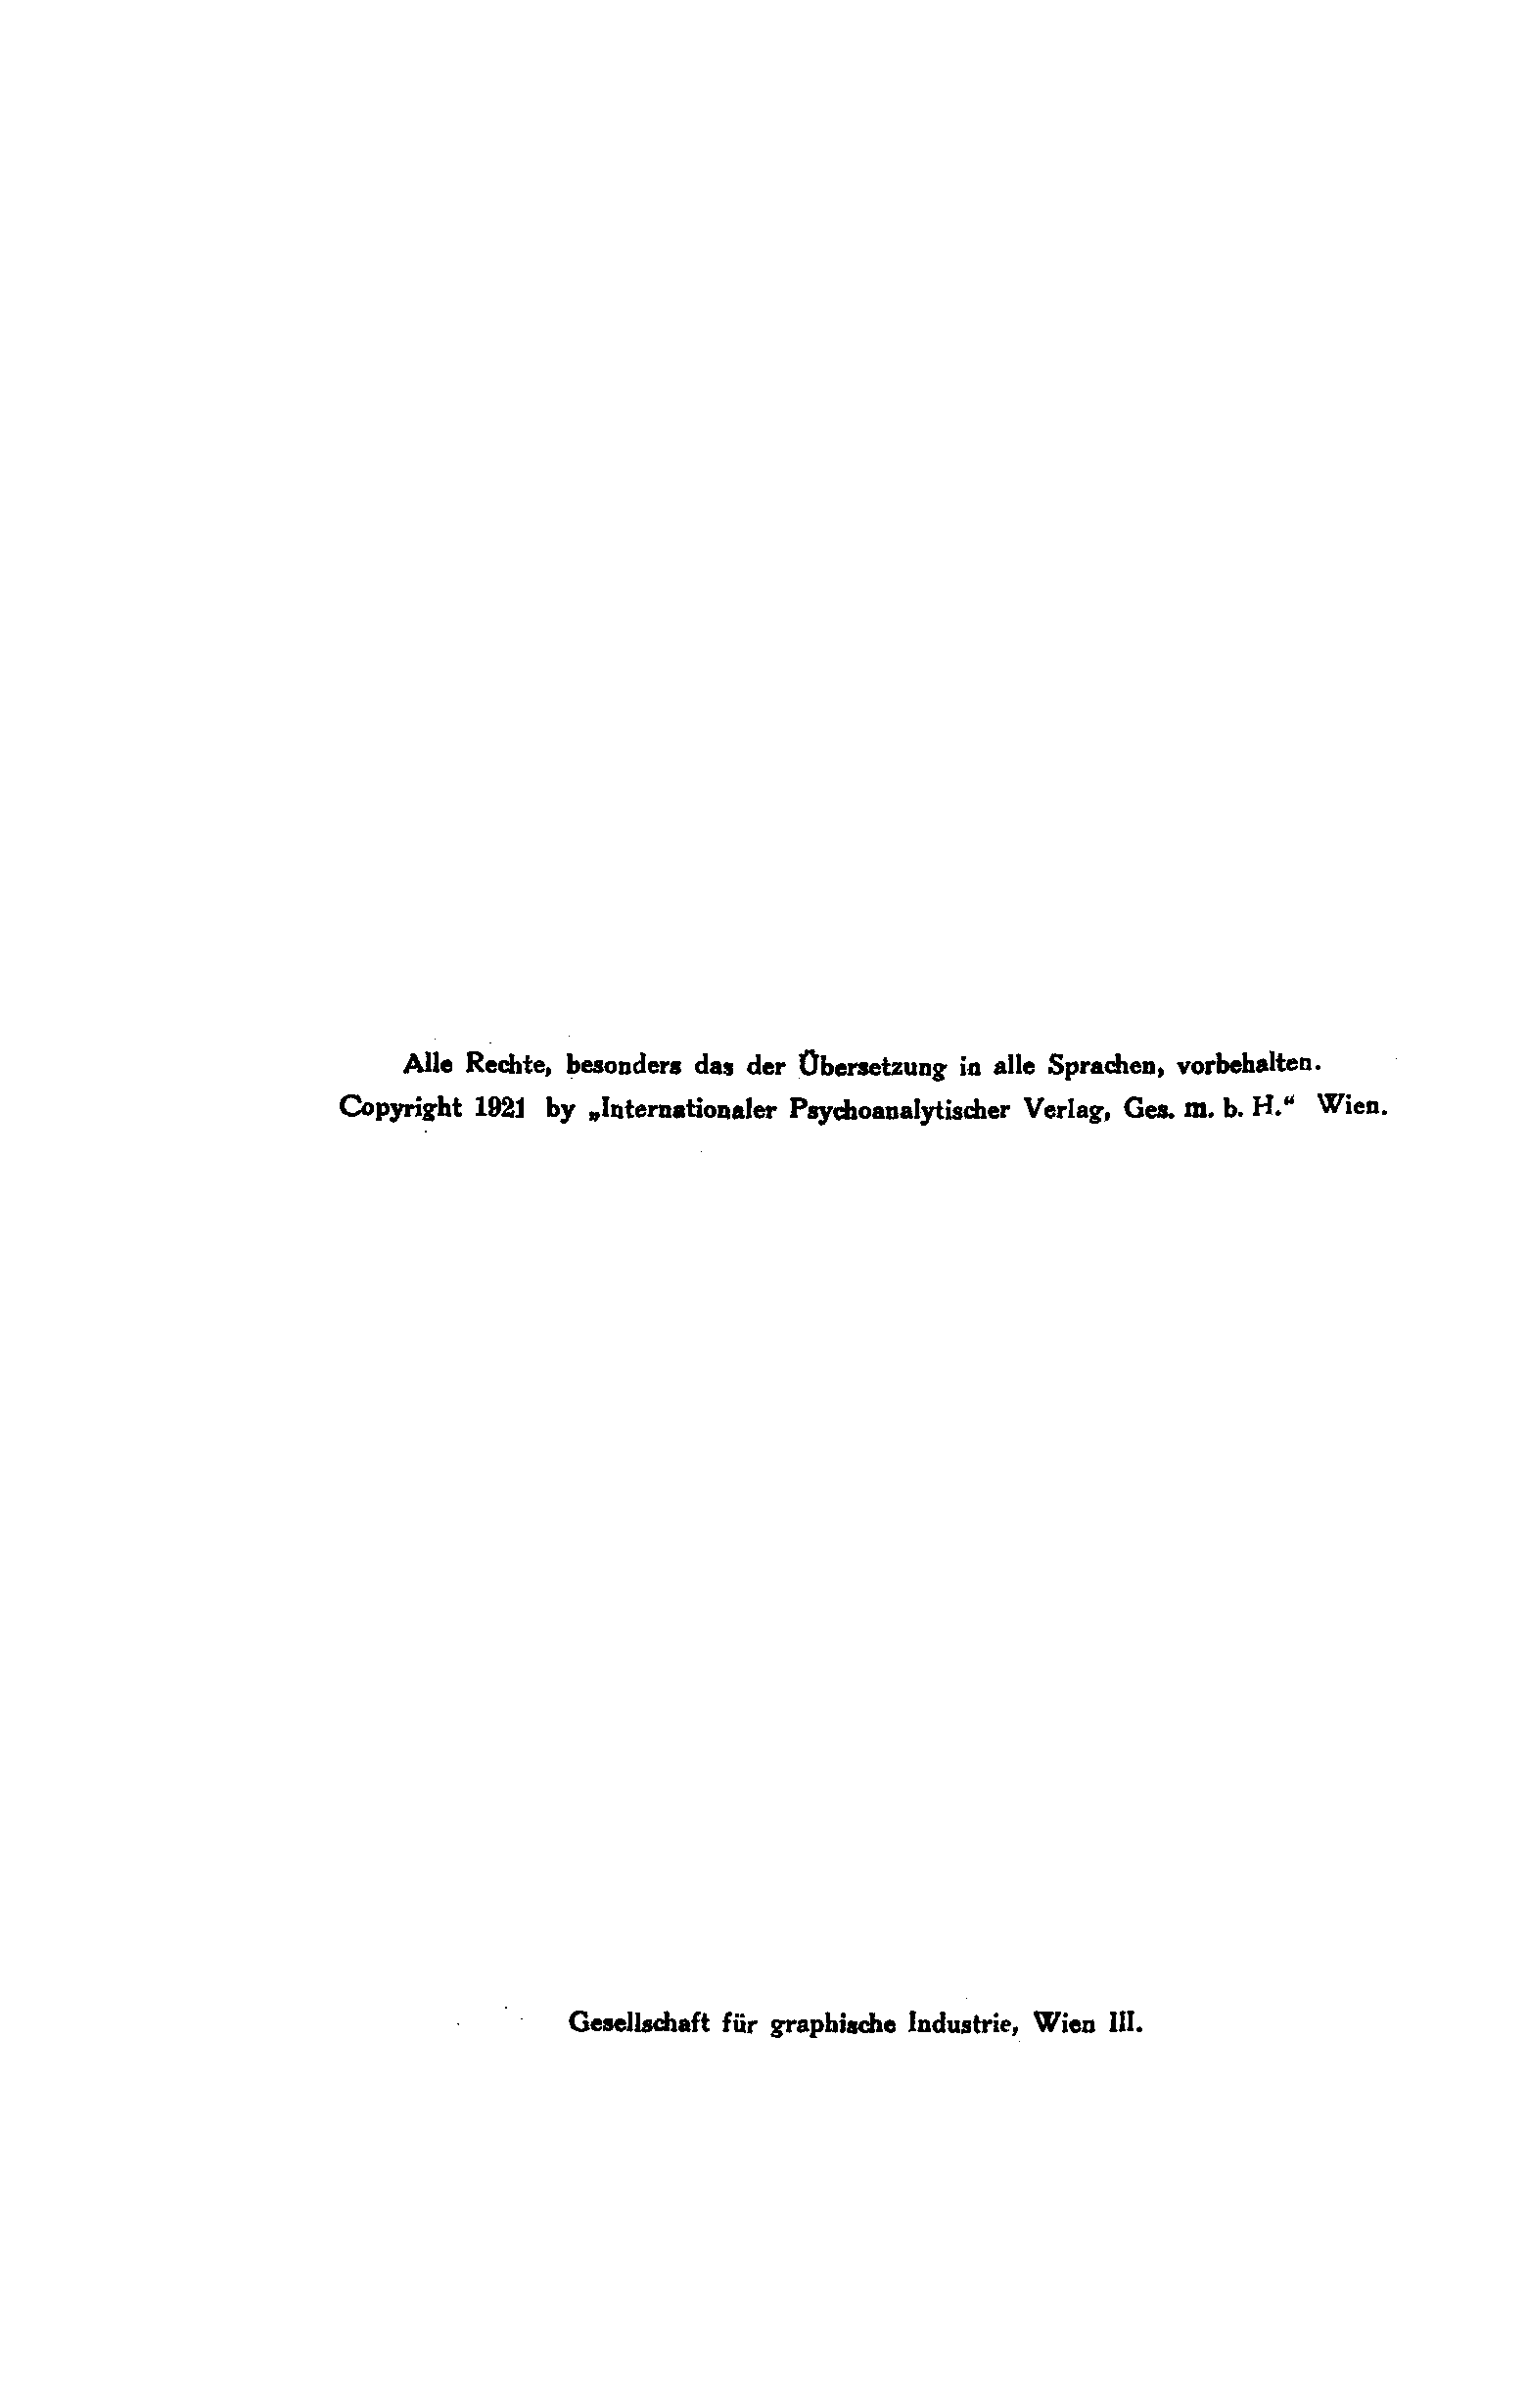 Alle Rechte, besonders das der Übersetzung in alle Sprachen, vorbehalten.
Copyright 1921 by „Internationaler Psychoanalytischer Verlag, Ges. m. b. H.“ Wien.
Gesellschaft für graphische Industrie, Wien III.